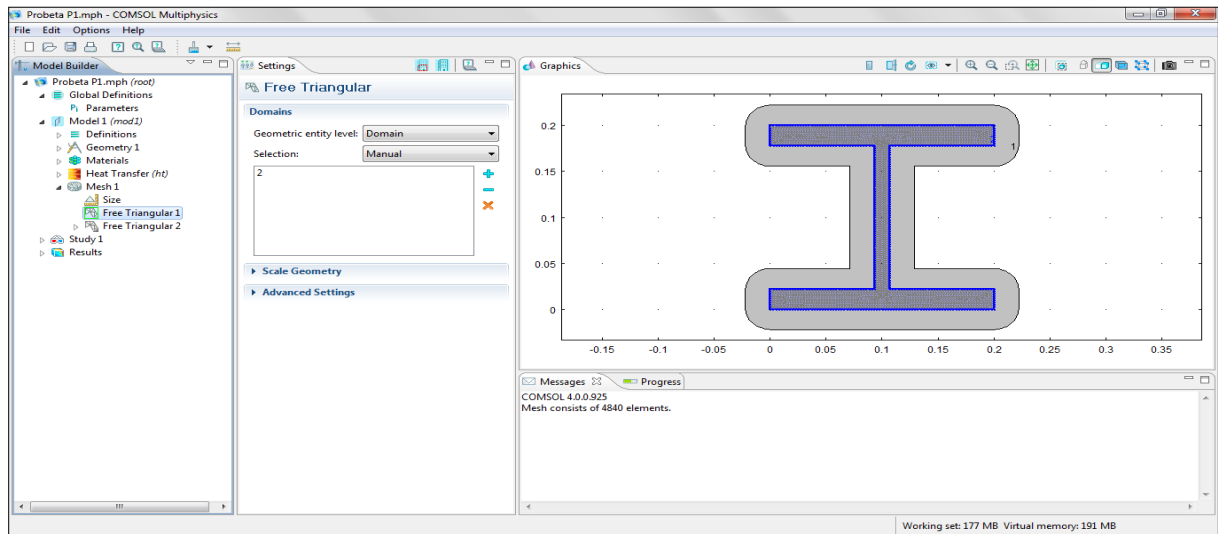 Probeta P1.mph - COMSOL Multiphysics
File Edit Options Help
Model Builder
Probeta P1.mph (root)
Global Definitions
Pi Parameters
Model 1 (mod1)
Definitions
Geometry 1
Materials
Heat Transfer (ht)
Mesh 1
Size
Free Triangular 1
Free Triangular 2
Study 1
Results
Settings
Free Triangular
Domains
Geometric entity level: Domain
Selection: Manual
2
Scale Geometry
Advanced Settings
Graphics
0.2
0.15
0.1
0.05
0
1
-0.15 -0.1 -0.05 0 0.05 0.1 0.15 0.2 0.25 0.3 0.35
Messages Progress
COMSOL 4.0.0.925
Mesh consists of 4840 elements.
Working set: 177 MB Virtual memory: 191 MB